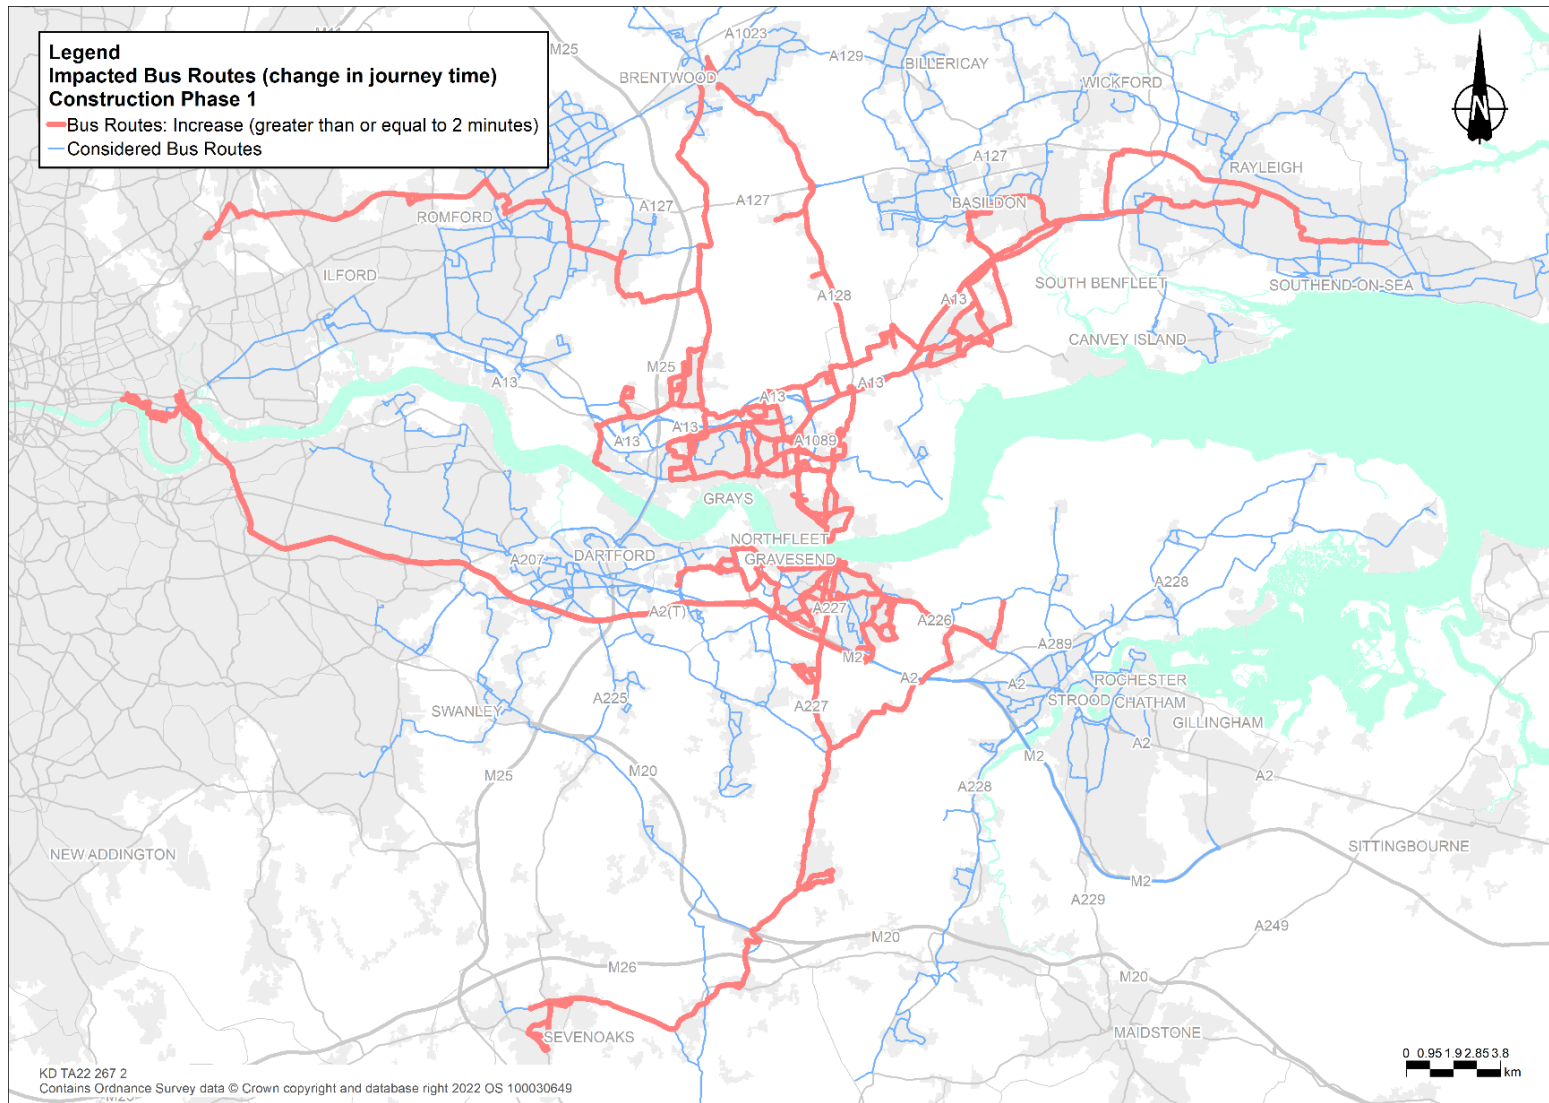 Legend
Impacted Bus Routes (change in journey time)
Construction Phase 1
Bus Routes: Increase (greater than or equal to 2 minutes)
Considered Bus Routes
M25
A1023
BRENTWOOD
A129
BILLERICAY
WICKFORD
N
A127
RAYLEIGH
ROMFORD
A127
A127
BASILDON
ILFORD
A128
A13
SOUTH BENFLEET
SOUTHEND-ON-SEA
CANVEY ISLAND
M25
A13
A13
A13
A13
A13
A1089
GRAYS
NORTHFLEET
GRAVESEND
A207
DARTFORD
A228
A2(T)
A227
A226
A289
M2
A2
A2
ROCHESTER
STROOD
CHATHAM
GILLINGHAM
SWANLEY
A225
A227
A2
M2
A2
M25
M20
A228
NEW ADDINGTON
SITTINGBOURNE
M2
A229
A249
M20
M26
M20
SEVENOAKS
MAIDSTONE
0 0.95 1.9 2.85 3.8
km
KD TA22 267 2
Contains Ordnance Survey data © Crown copyright and database right 2022 OS 100030649